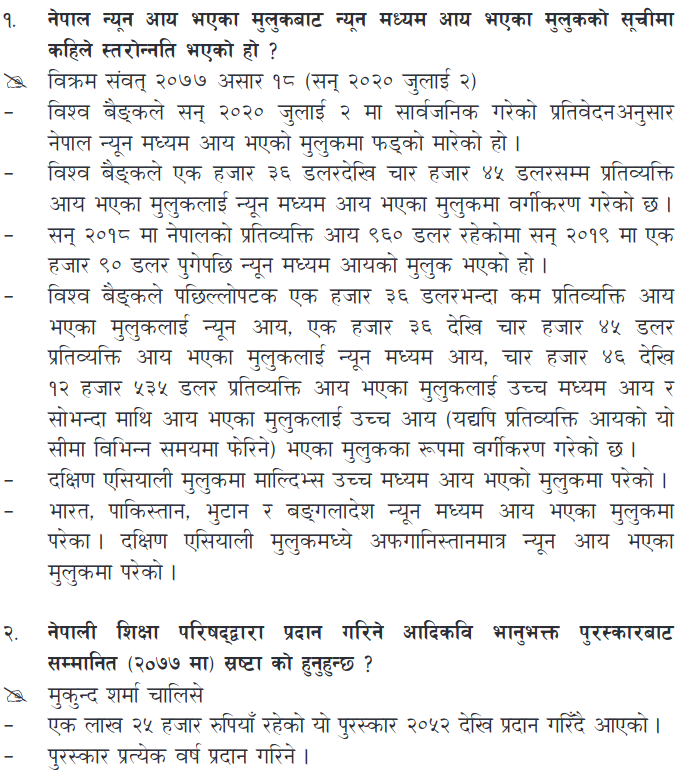 १. नेपाल न्यून आय भएका मुलुकबाट न्यून मध्यम आय भएका मुलुकको सूचीमा
कहिले स्तरोन्नति भएको हो ?
विक्रम संवत् २०७७ असार १८ (सन् २०२० जुलाई २)
– विश्व बैङ्कले सन् २०२० जुलाई २ मा सार्वजनिक गरेको प्रतिवेदनअनुसार
नेपाल न्यून मध्यम आय भएको मुलुकमा फड्को मारेको हो ।
– विश्व बैङ्कले एक हजार ३६ डलरदेखि चार हजार ४५ डलरसम्म प्रतिव्यक्ति
आय भएका मुलुकलाई न्यून मध्यम आय भएका मुलुकमा वर्गीकरण गरेको छ ।
– सन् २०१८ मा नेपालको प्रतिव्यक्ति आय ९६० डलर रहेकोमा सन् २०१९ मा एक
हजार ९० डलर पुगेपछि न्यून मध्यम आयको मुलुक भएको हो ।
– विश्व बैङ्कले पछिल्लोपटक एक हजार ३६ डलरभन्दा कम प्रतिव्यक्ति आय
भएका मुलुकलाई न्यून आय, एक हजार ३६ देखि चार हजार ४५ डलर
प्रतिव्यक्ति आय भएका मुलुकलाई न्यून मध्यम आय, चार हजार ४६ देखि
१२ हजार ५३५ डलर प्रतिव्यक्ति आय भएका मुलुकलाई उच्च मध्यम आय र
सोभन्दा माथि आय भएका मुलुकलाई उच्च आय (यद्यपि प्रतिव्यक्ति आयको यो
सीमा विभिन्न समयमा फेरिने) भएका मुलुकका रूपमा वर्गीकरण गरेको छ ।
– दक्षिण एसियाली मुलुकमा माल्दिभ्स उच्च मध्यम आय भएको मुलुकमा परेको ।
– भारत, पाकिस्तान, भुटान र बङ्गलादेश न्यून मध्यम आय भएका मुलुकमा
परेका । दक्षिण एसियाली मुलुकमध्ये अफगानिस्तानमात्र न्यून आय भएका
मुलुकमा परेको ।
२. नेपाली शिक्षा परिषद्द्वारा प्रदान गरिने आदिकवि भानुभक्त पुरस्कारबाट
सम्मानित (२०७७ मा) स्रष्टा को हुनुहुन्छ ?
मुकुन्द शर्मा चालिसे
– एक लाख २५ हजार रुपियाँ रहेको यो पुरस्कार २०५२ देखि प्रदान गरिँदै आएको ।
– पुरस्कार प्रत्येक वर्ष प्रदान गरिने ।